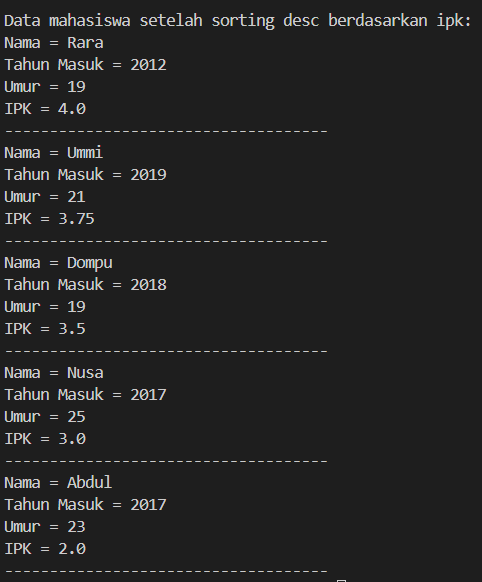 Data mahasiswa setelah sorting desc berdasarkan ipk:
Nama = Rara
Tahun Masuk = 2012
Umur = 19
IPK = 4.0
------------------------------------
Nama = Ummi
Tahun Masuk = 2019
Umur = 21
IPK = 3.75
------------------------------------
Nama = Dompu
Tahun Masuk = 2018
Umur = 19
IPK = 3.5
------------------------------------
Nama = Nusa
Tahun Masuk = 2017
Umur = 25
IPK = 3.0
------------------------------------
Nama = Abdul
Tahun Masuk = 2017
Umur = 23
IPK = 2.0
------------------------------------